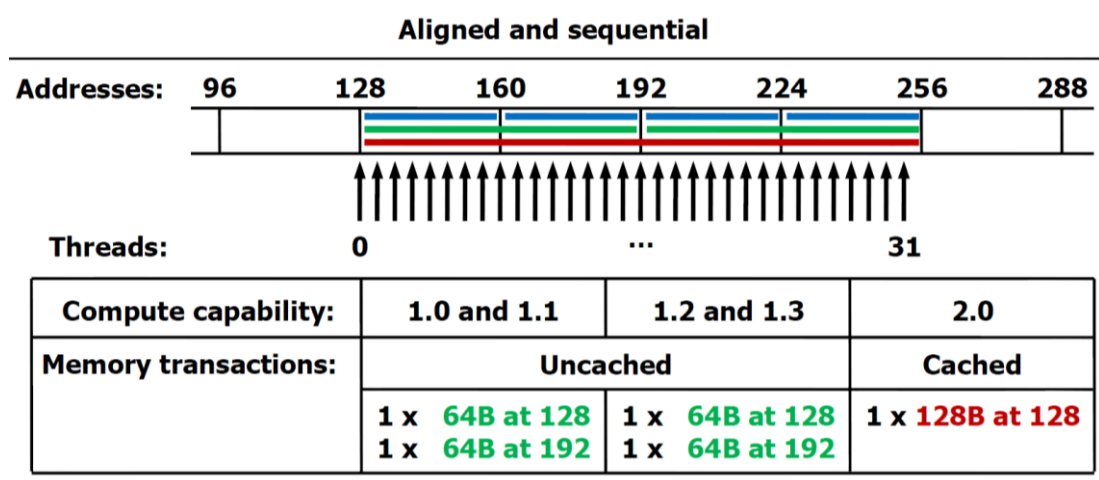 Aligned and sequential
Addresses: 96 128 160 192 224 256 288
Threads: 0 ... 31
Compute capability: 1.0 and 1.1 1.2 and 1.3 2.0
Memory transactions: Uncached Cached
1 x 64B at 128 1 x 64B at 128 1 x 128B at 128
1 x 64B at 192 1 x 64B at 192